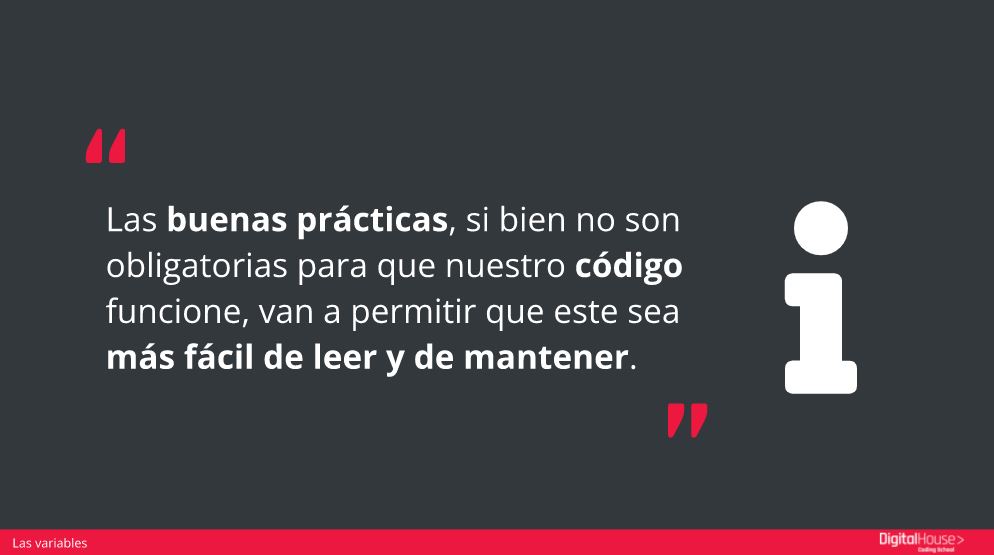 “
Las buenas prácticas, si bien no son
obligatorias para que nuestro código
funcione, van a permitir que este sea
más fácil de leer y de mantener.
”
Las variables
DigitalHouse>
Coding School